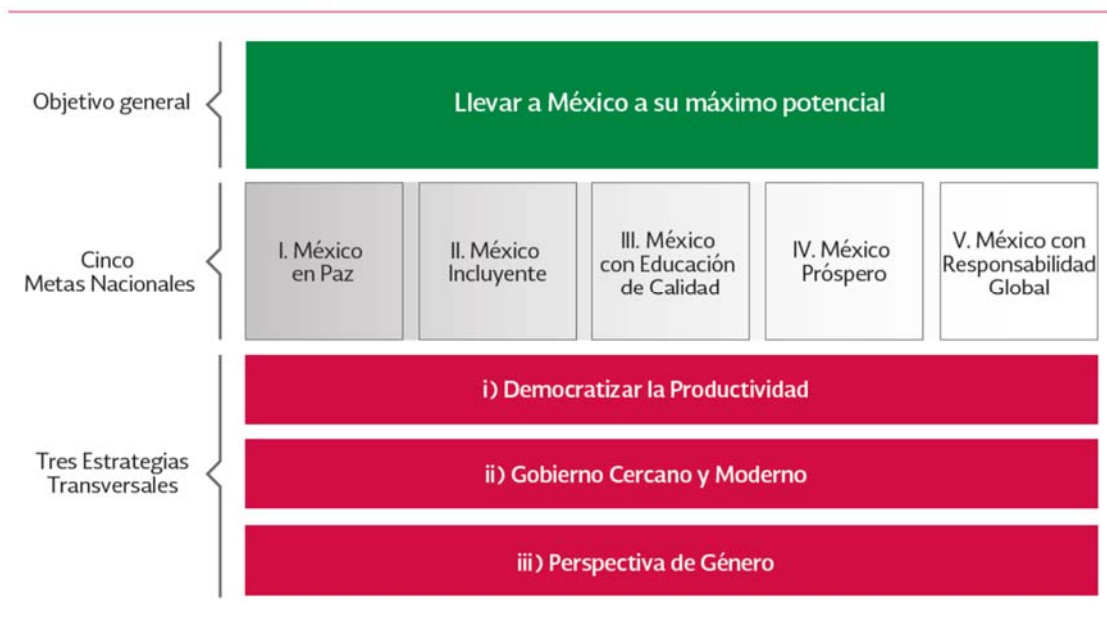 Objetivo general
Llevar a México a su máximo potencial
Cinco
Metas Nacionales
I. México
en Paz
II. México
Incluyente
III. México
con Educación
de Calidad
IV. México
Próspero
V. México con
Responsabilidad
Global
Tres Estrategias
Transversales
i) Democratizar la Productividad
ii) Gobierno Cercano y Moderno
iii) Perspectiva de Género